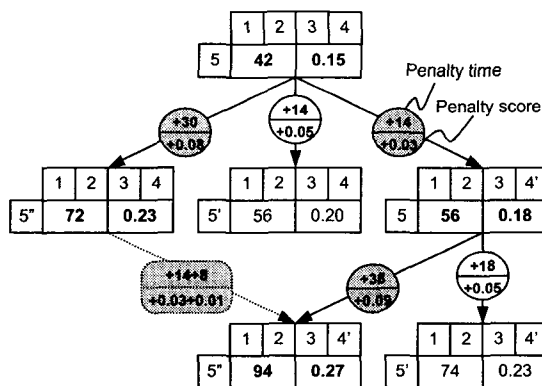 1 2 3 4
5 42 0.15
Penalty time
Penalty score
+30
+0.08
+14
+0.05
+14
+0.03
1 2 3 4
5" 72 0.23
1 2 3 4
5' 56 0.20
1 2 3 4'
5 56 0.18
+14+8
+0.03+0.01
+38
+0.09
+18
+0.05
1 2 3 4'
5" 94 0.27
1 2 3 4'
5' 74 0.23